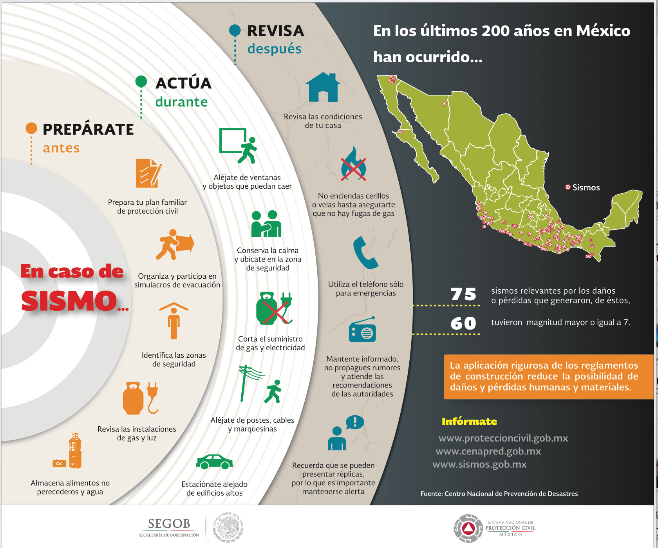 En caso de
SISMO...
PREPÁRATE
antes
Prepara tu plan familiar
de protección civil
Organiza y participa en
simulacros de evacuación
Identifica las zonas
de seguridad
Revisa las instalaciones
de gas y luz
Almacena alimentos no
perecederos y agua
ACTÚA
durante
Aléjate de ventanas
y objetos que puedan caer
Conserva la calma
y ubícate en la zona
de seguridad
Corta el suministro
de gas y electricidad
Aléjate de postes, cables
y marquesinas
Estaciónate alejado
de edificios altos
REVISA
después
Revisa las condiciones
de tu casa
No enciendas cerillos
o velas hasta asegurarte
que no hay fugas de gas
Utiliza el teléfono sólo
para emergencias
Mantente informado,
no propagues rumores
y atiende las
recomendaciones
de las autoridades
Recuerda que se pueden
presentar réplicas,
por lo que es importante
mantenerse alerta
En los últimos 200 años en México
han ocurrido...
Sismos
75 sismos relevantes por los daños
o pérdidas que generaron, de éstos,
60 tuvieron magnitud mayor o igual a 7.
La aplicación rigurosa de los reglamentos
de construcción reduce la posibilidad de
daños y pérdidas humanas y materiales.
Infórmate
www.proteccioncivil.gob.mx
www.cenapred.gob.mx
www.sismos.gob.mx
Fuente: Centro Nacional de Prevención de Desastres
SEGOB
SECRETARÍA DE GOBERNACIÓN
SISTEMA NACIONAL DE
PROTECCIÓN CIVIL
MÉXICO